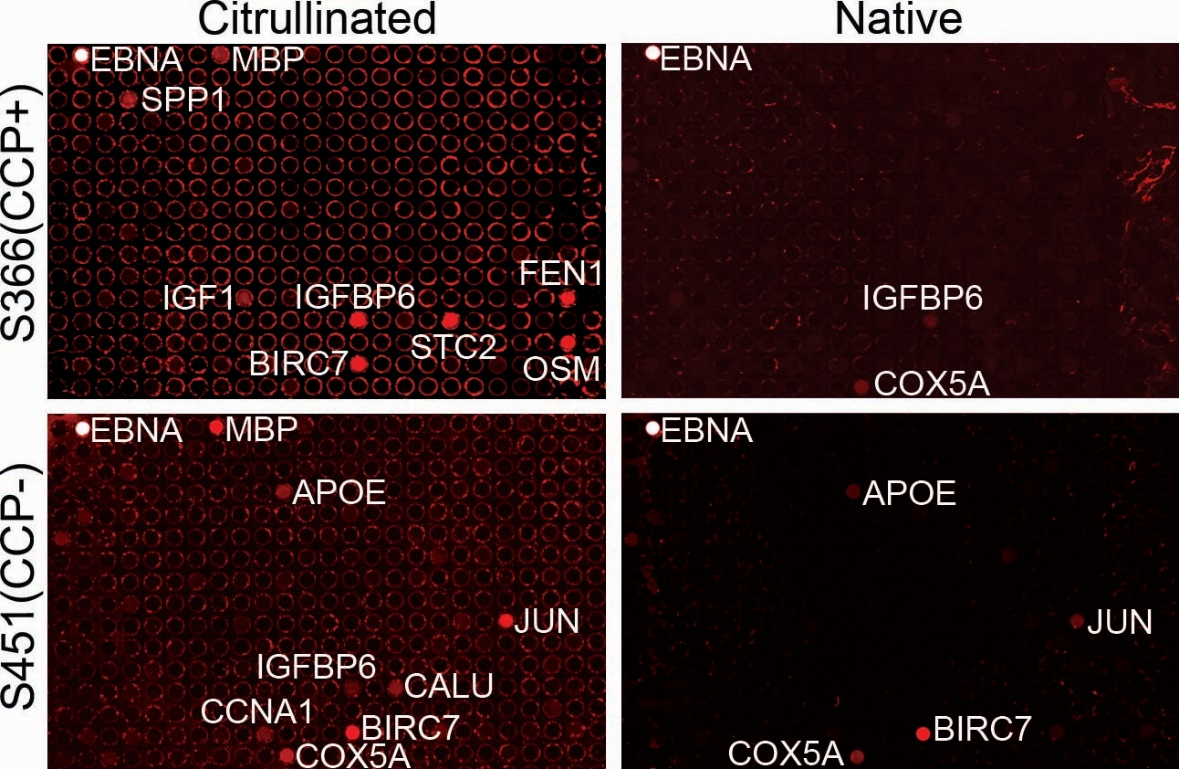 Citrullinated
Native
S366(CCP+)
EBNA
MBP
SPP1
FEN1
IGF1
IGFBP6
STC2
BIRC7
OSM
EBNA
IGFBP6
COX5A
S451(CCP-)
EBNA
MBP
APOE
JUN
IGFBP6
CALU
CCNA1
BIRC7
COX5A
EBNA
APOE
JUN
BIRC7
COX5A